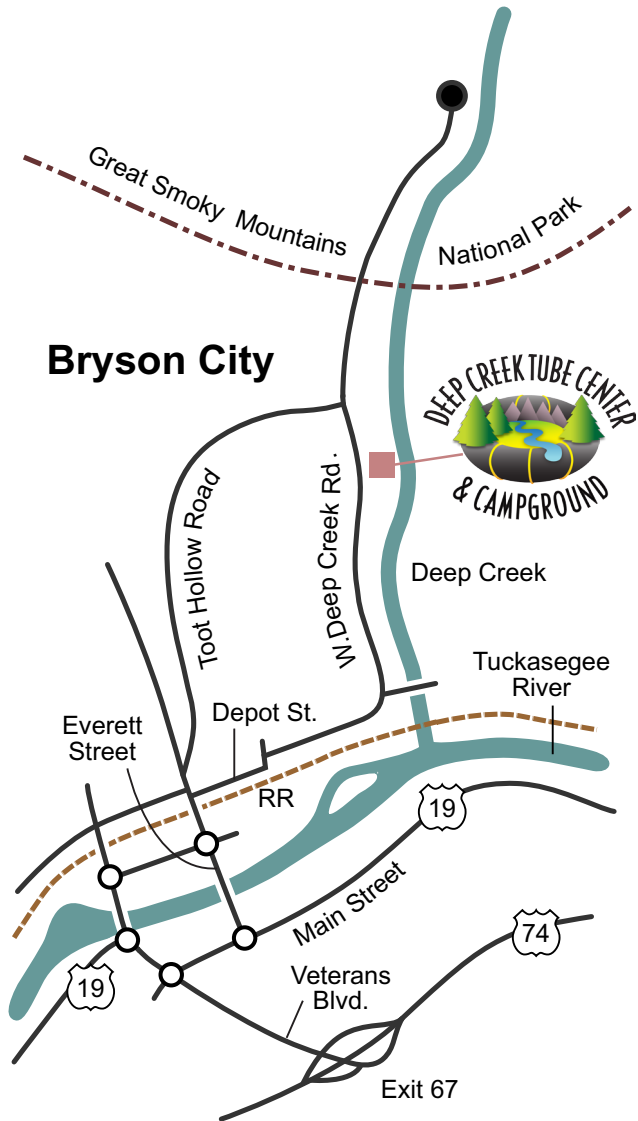 Great Smoky Mountains
National Park
Bryson City
DEEP CREEK TUBE CENTER
& CAMPGROUND
Toot Hollow Road
W.Deep Creek Rd.
Deep Creek
Tuckasegee
River
Depot St.
Everett
Street
RR
19
Main Street
74
19
Veterans
Blvd.
Exit 67